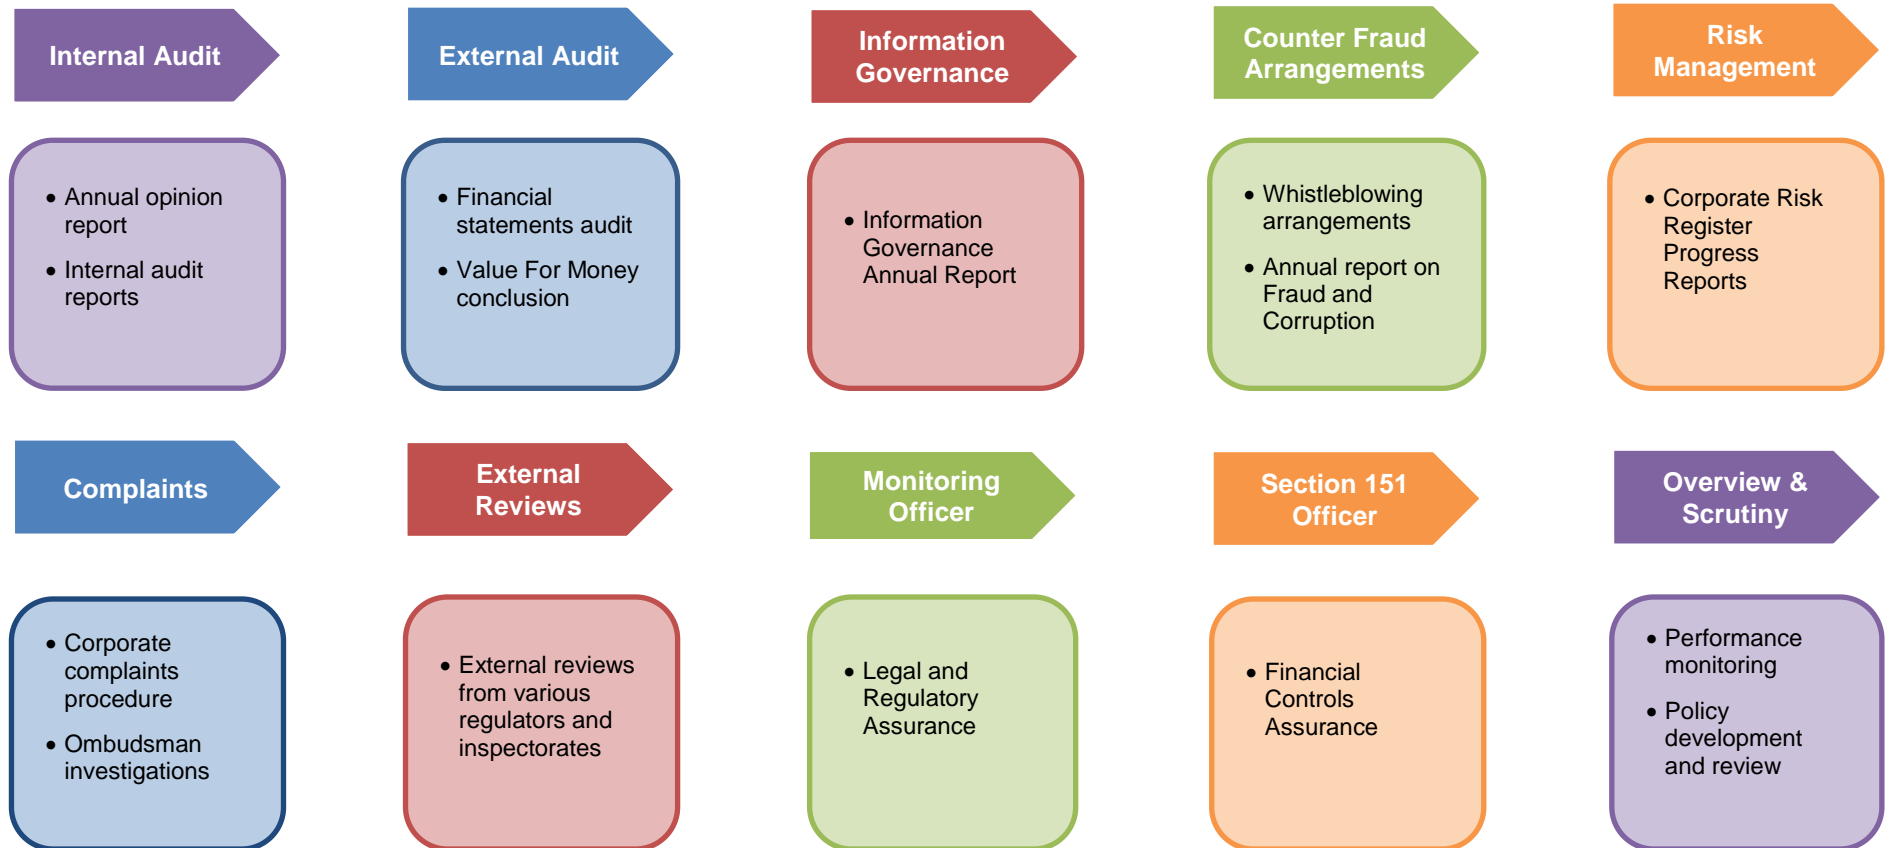 Internal Audit
External Audit
Information
Governance
Counter Fraud
Arrangements
Risk
Management
• Annual opinion
report
• Internal audit
reports
• Financial
statements audit
• Value For Money
conclusion
• Information
Governance
Annual Report
• Whistleblowing
arrangements
• Annual report on
Fraud and
Corruption
• Corporate Risk
Register
Progress
Reports
Complaints
External
Reviews
Monitoring
Officer
Section 151
Officer
Overview &
Scrutiny
• Corporate
complaints
procedure
• Ombudsman
investigations
• External reviews
from various
regulators and
inspectorates
• Legal and
Regulatory
Assurance
• Financial
Controls
Assurance
• Performance
monitoring
• Policy
development
and review